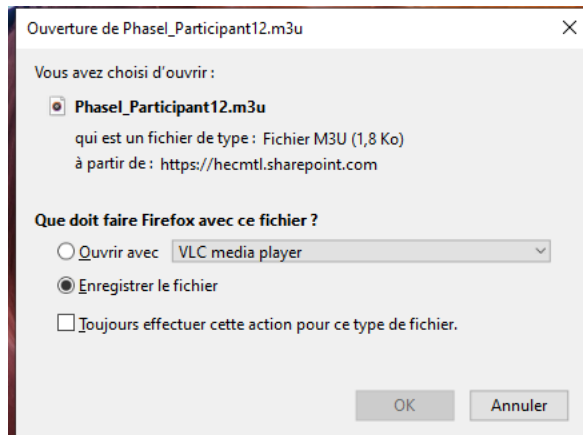 Ouverture de PhaseI_Participant12.m3u
Vous avez choisi d'ouvrir :
PhaseI_Participant12.m3u
qui est un fichier de type : Fichier M3U (1,8 Ko)
à partir de : https://hecmtl.sharepoint.com
Que doit faire Firefox avec ce fichier ?
Ouvrir avec VLC media player
Enregistrer le fichier
Toujours effectuer cette action pour ce type de fichier.
OK Annuler